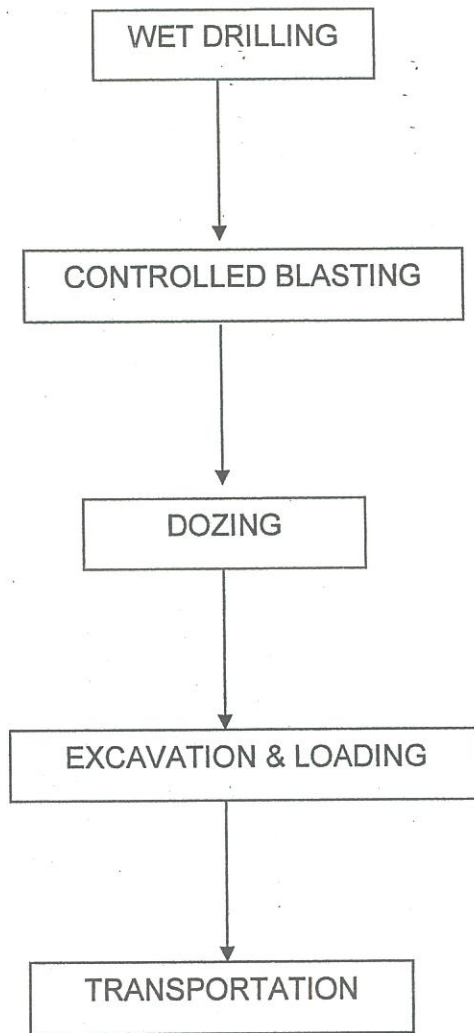 WET DRILLING
CONTROLLED BLASTING
DOZING
EXCAVATION & LOADING
TRANSPORTATION